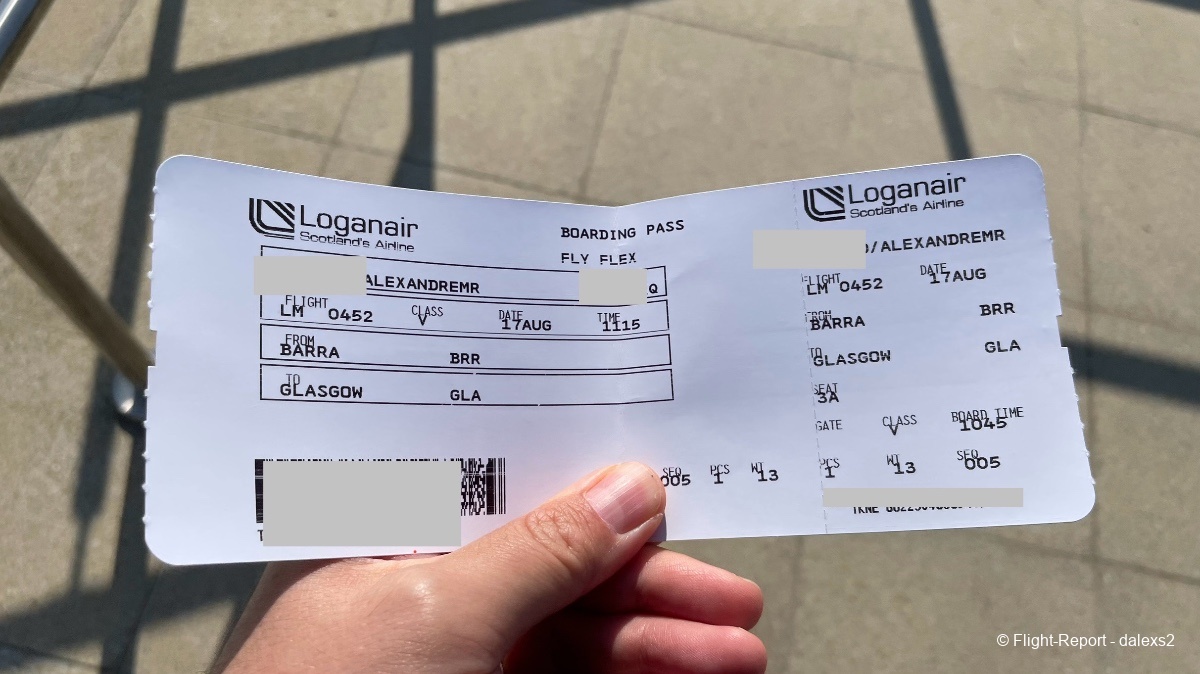 Loganair
Scotland's Airline
BOARDING PASS
FLY FLEX
ALEXANDREMR
Q
FLIGHT CLASS DATE TIME
LM 0452 V 17AUG 1115
FROM
BARRA BRR
TO
GLASGOW GLA
SEQ PCS WT
005 1 13
Loganair
Scotland's Airline
/ALEXANDREMR
FLIGHT DATE
LM 0452 17AUG
FROM
BARRA BRR
TO
GLASGOW GLA
SEAT
3A
GATE CLASS BOARD TIME
V 1045
PCS WT SEQ
1 13 005
TKNE
© Flight-Report - dalexs2